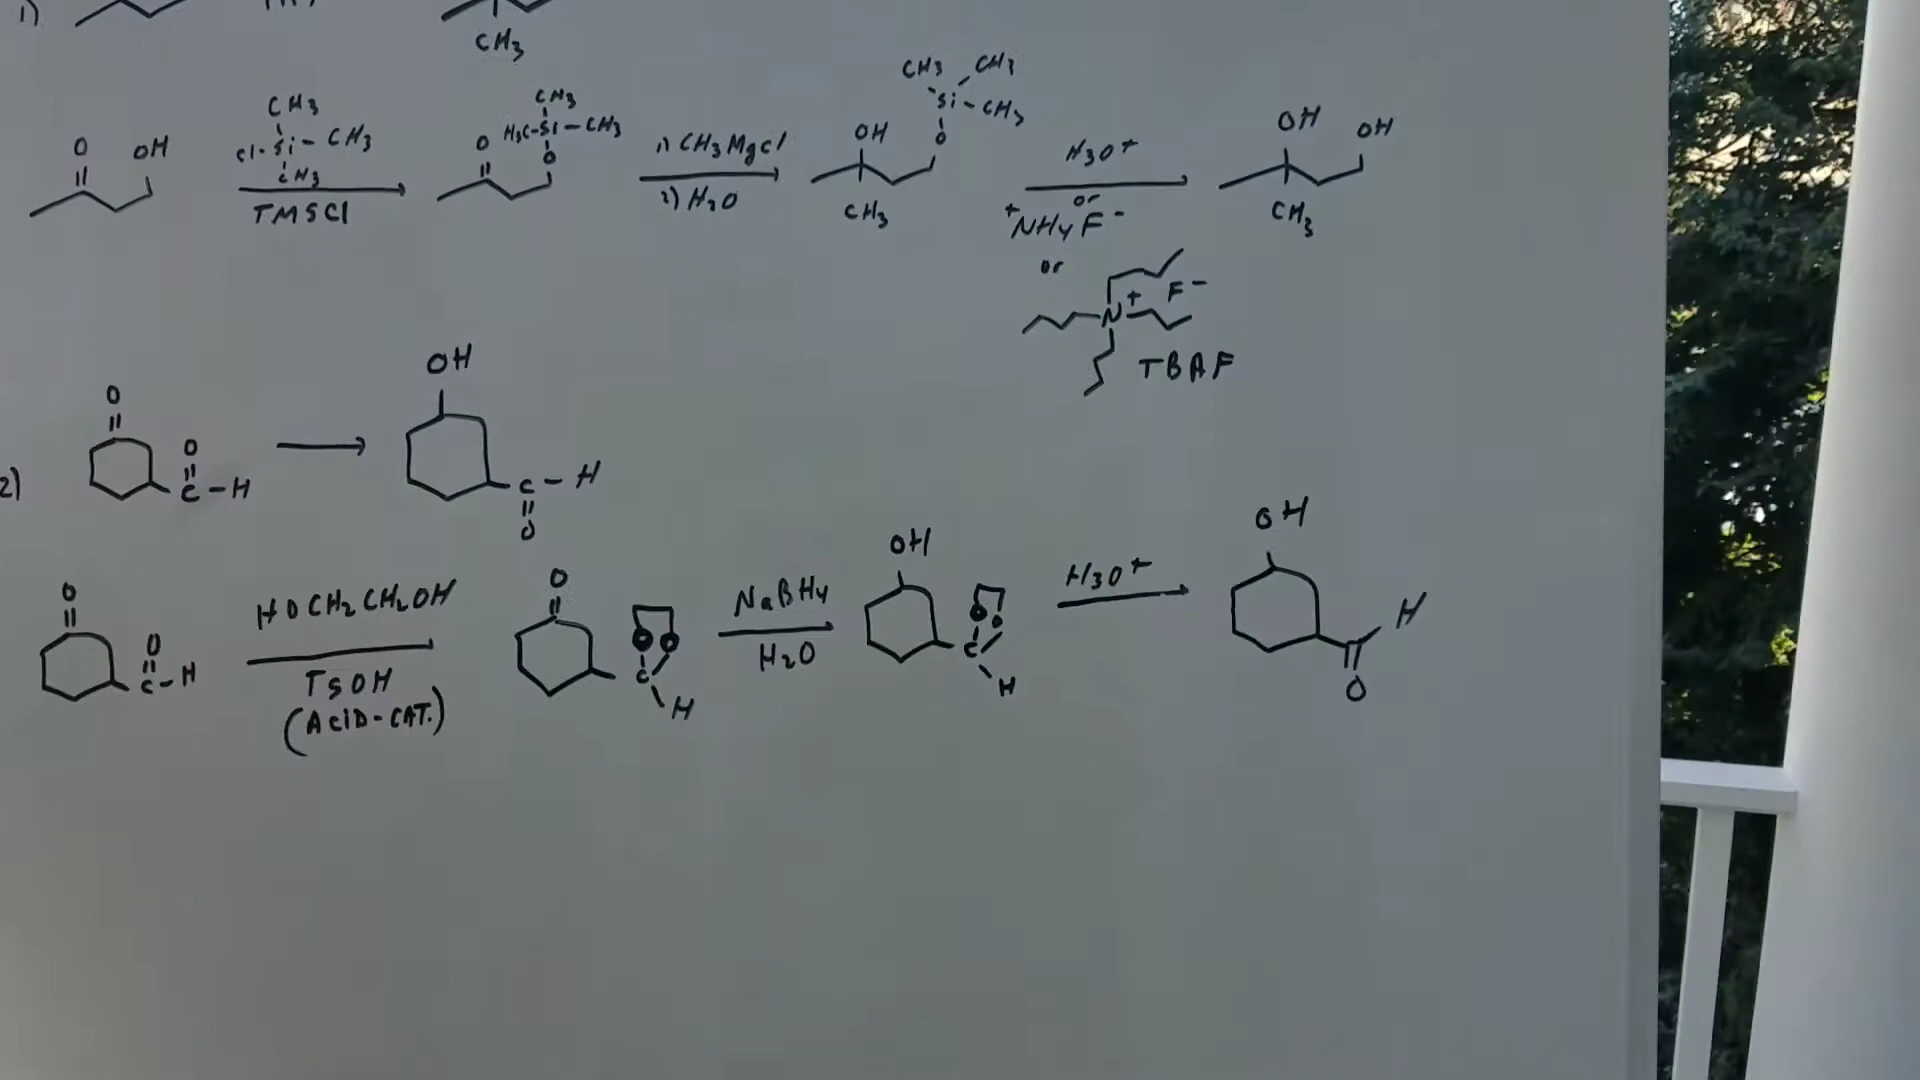 1)
CH3
O OH
CH3
Cl-Si-CH3
CH3
TMSCl
CH3
H3C-Si-CH3
O O
1) CH3MgCl
2) H2O
CH3 CH3
Si-CH3
OH O
CH3
H3O+
or
+NH4F-
or
N+ F-
TBAF
OH OH
CH3
2)
O
O
C-H
OH
C-H
O
O
O
C-H
HOCH2CH2OH
TSOH
(ACID-CAT.)
O
O O
C
H
NaBH4
H2O
OH
O O
C
H
H3O+
OH
H
O